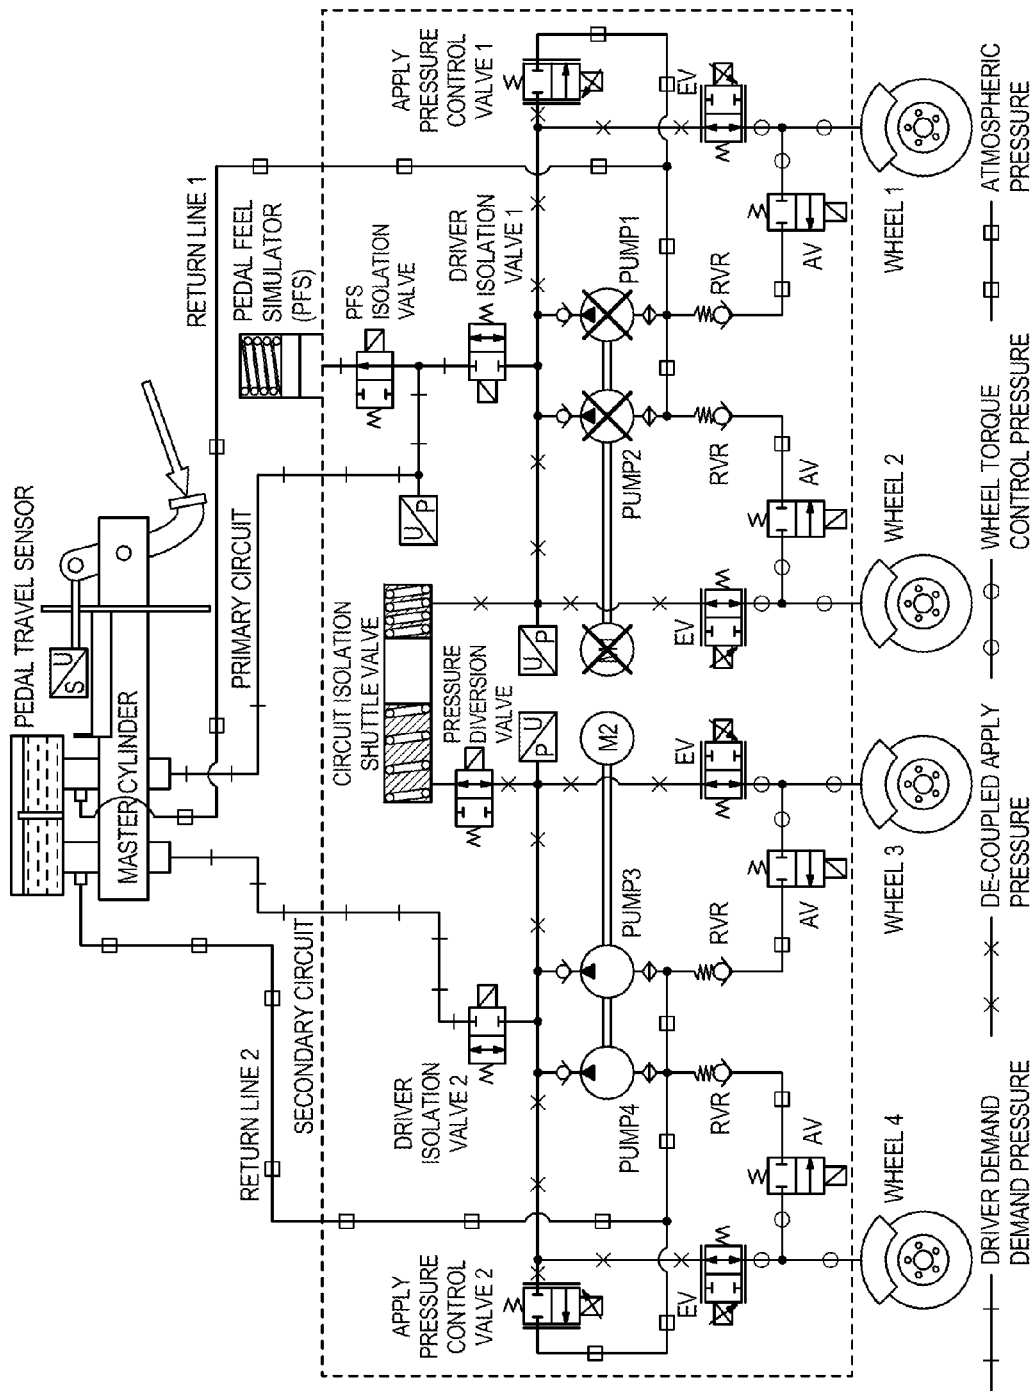 PEDAL TRAVEL SENSOR
S
U
MASTER CYLINDER
RETURN LINE 2
SECONDARY CIRCUIT
PRIMARY CIRCUIT
RETURN LINE 1
PEDAL FEEL
SIMULATOR
(PFS)
PFS
ISOLATION
VALVE
CIRCUIT ISOLATION
SHUTTLE VALVE
U
P
APPLY
PRESSURE
CONTROL
VALVE 2
DRIVER
ISOLATION
VALVE 2
PRESSURE
DIVERSION
VALVE
DRIVER
ISOLATION
VALVE 1
APPLY
PRESSURE
CONTROL
VALVE 1
P
U
U
P
M2
PUMP4
PUMP3
PUMP2
PUMP1
EV
EV
EV
EV
RVR
RVR
RVR
RVR
AV
AV
AV
AV
WHEEL 4
WHEEL 3
WHEEL 2
WHEEL 1
DRIVER DEMAND
DEMAND PRESSURE
DE-COUPLED APPLY
PRESSURE
WHEEL TORQUE
CONTROL PRESSURE
ATMOSPHERIC
PRESSURE